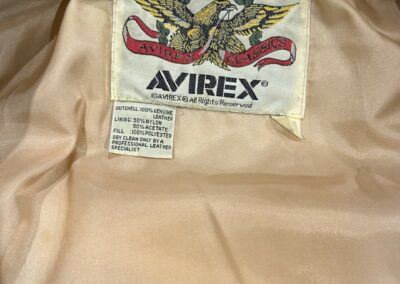 AVIREX®
©AVIREX® All Rights Reserved
OUTSHELL: 100% GENUINE
LEATHER
LINING: 50% NYLON
50% ACETATE
FILL: 100% POLYESTER
DRY CLEAN ONLY BY A
PROFESSIONAL LEATHER
SPECIALIST